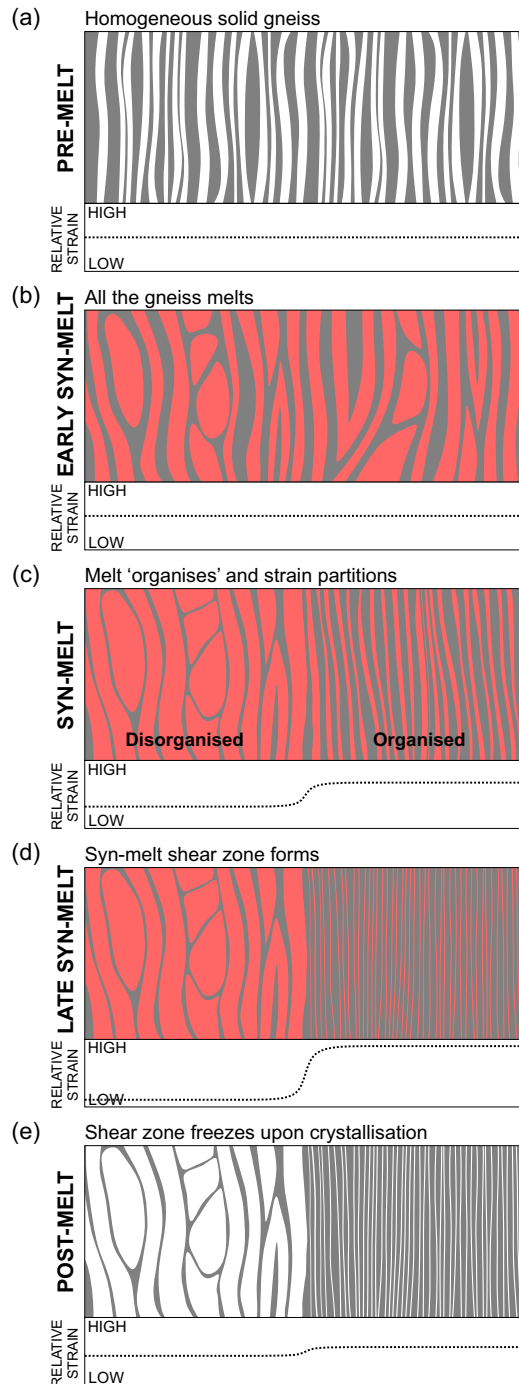 (a) Homogeneous solid gneiss
PRE-MELT
RELATIVE
STRAIN
HIGH
LOW
(b) All the gneiss melts
EARLY SYN-MELT
RELATIVE
STRAIN
HIGH
LOW
(c) Melt ‘organises’ and strain partitions
SYN-MELT
Disorganised
Organised
RELATIVE
STRAIN
HIGH
LOW
(d) Syn-melt shear zone forms
LATE SYN-MELT
RELATIVE
STRAIN
HIGH
LOW
(e) Shear zone freezes upon crystallisation
POST-MELT
RELATIVE
STRAIN
HIGH
LOW